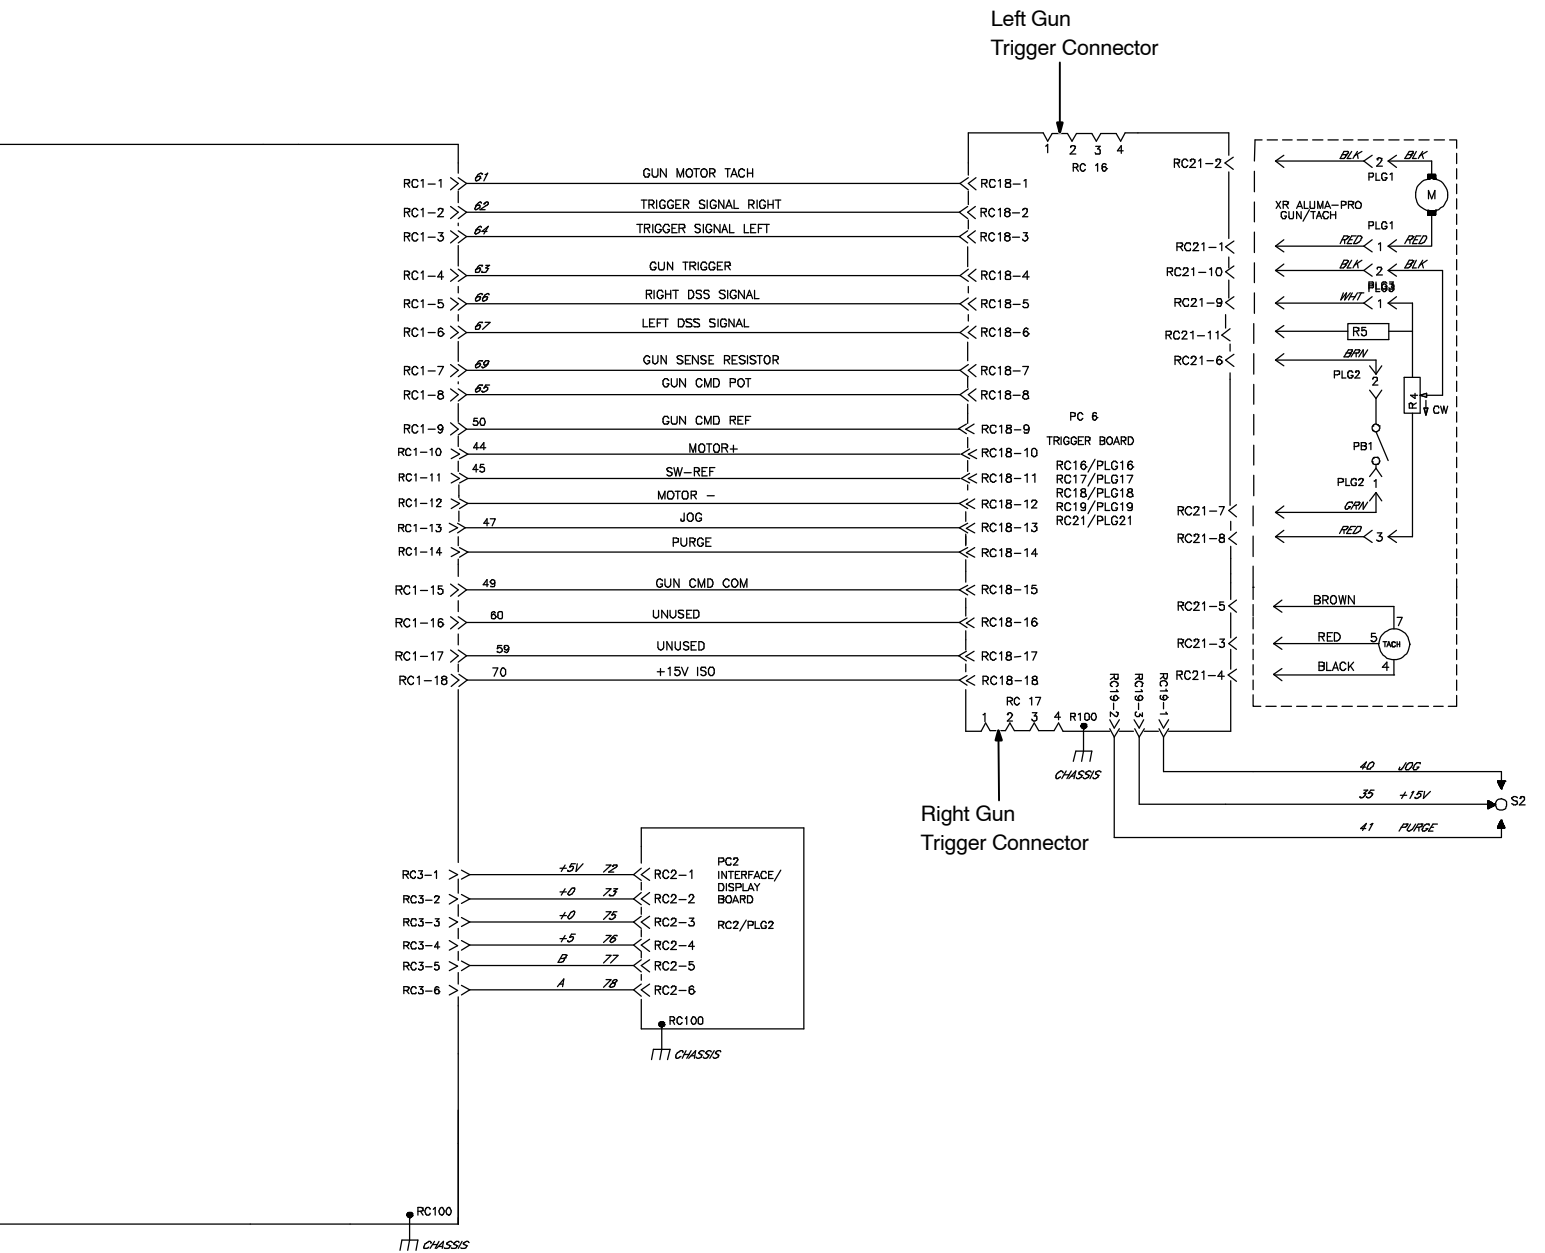 Left Gun
Trigger Connector
1 2 3 4
RC 16
RC1-1 61 GUN MOTOR TACH RC18-1
RC1-2 62 TRIGGER SIGNAL RIGHT RC18-2
RC1-3 64 TRIGGER SIGNAL LEFT RC18-3
RC1-4 63 GUN TRIGGER RC18-4
RC1-5 66 RIGHT DSS SIGNAL RC18-5
RC1-6 67 LEFT DSS SIGNAL RC18-6
RC1-7 69 GUN SENSE RESISTOR RC18-7
RC1-8 65 GUN CMD POT RC18-8
RC1-9 50 GUN CMD REF RC18-9
RC1-10 44 MOTOR+ RC18-10
RC1-11 45 SW-REF RC18-11
RC1-12 MOTOR - RC18-12
RC1-13 47 JOG RC18-13
RC1-14 PURGE RC18-14
RC1-15 49 GUN CMD COM RC18-15
RC1-16 60 UNUSED RC18-16
RC1-17 59 UNUSED RC18-17
RC1-18 70 +15V ISO RC18-18
PC 6
TRIGGER BOARD
RC16/PLG16
RC17/PLG17
RC18/PLG18
RC19/PLG19
RC21/PLG21
RC21-2
RC21-1
RC21-10
RC21-9
RC21-11
RC21-6
RC21-7
RC21-8
RC21-5
RC21-3
RC21-4
BLK 2 BLK
PLG1
M
XR ALUMA-PRO
GUN/TACH
PLG1
RED 1 RED
BLK 2 BLK
PLG3
WHT 1
R5
BRN
PLG2
2
R4
CW
PB1
PLG2 1
GRN
RED 3
BROWN
7
RED 5 TACH
BLACK 4
RC 17
1 2 3 4
R100
CHASSIS
RC19-2
RC19-3
RC19-1
40 JOG
35 +15V
S2
41 PURGE
Right Gun
Trigger Connector
RC3-1 +5V 72 RC2-1
RC3-2 +0 73 RC2-2
RC3-3 +0 75 RC2-3
RC3-4 +5 76 RC2-4
RC3-5 B 77 RC2-5
RC3-6 A 78 RC2-6
PC2
INTERFACE/
DISPLAY
BOARD
RC2/PLG2
RC100
CHASSIS
RC100
CHASSIS